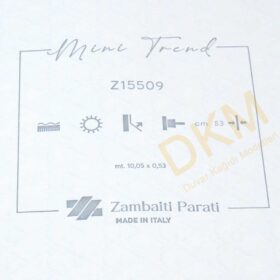 Mini Trend
Z15509
cm. 53
mt. 10,05 x 0,53
DKM
Duvar Kağıdı Modelleri
Zambaiti Parati
MADE IN ITALY